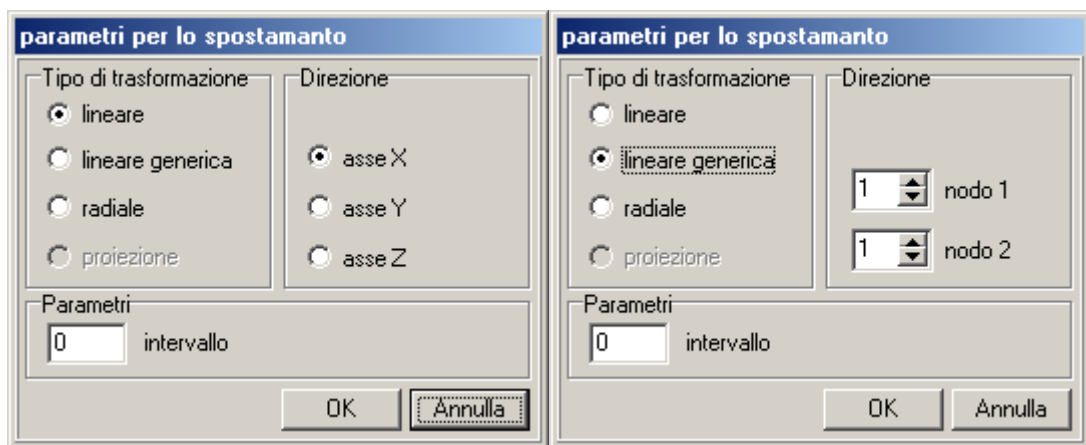 parametri per lo spostamanto
Tipo di trasformazione
lineare
lineare generica
radiale
proiezione
Direzione
asse X
asse Y
asse Z
Parametri
0 intervallo
OK Annulla
parametri per lo spostamanto
Tipo di trasformazione
lineare
lineare generica
radiale
proiezione
Direzione
1 nodo 1
1 nodo 2
Parametri
0 intervallo
OK Annulla